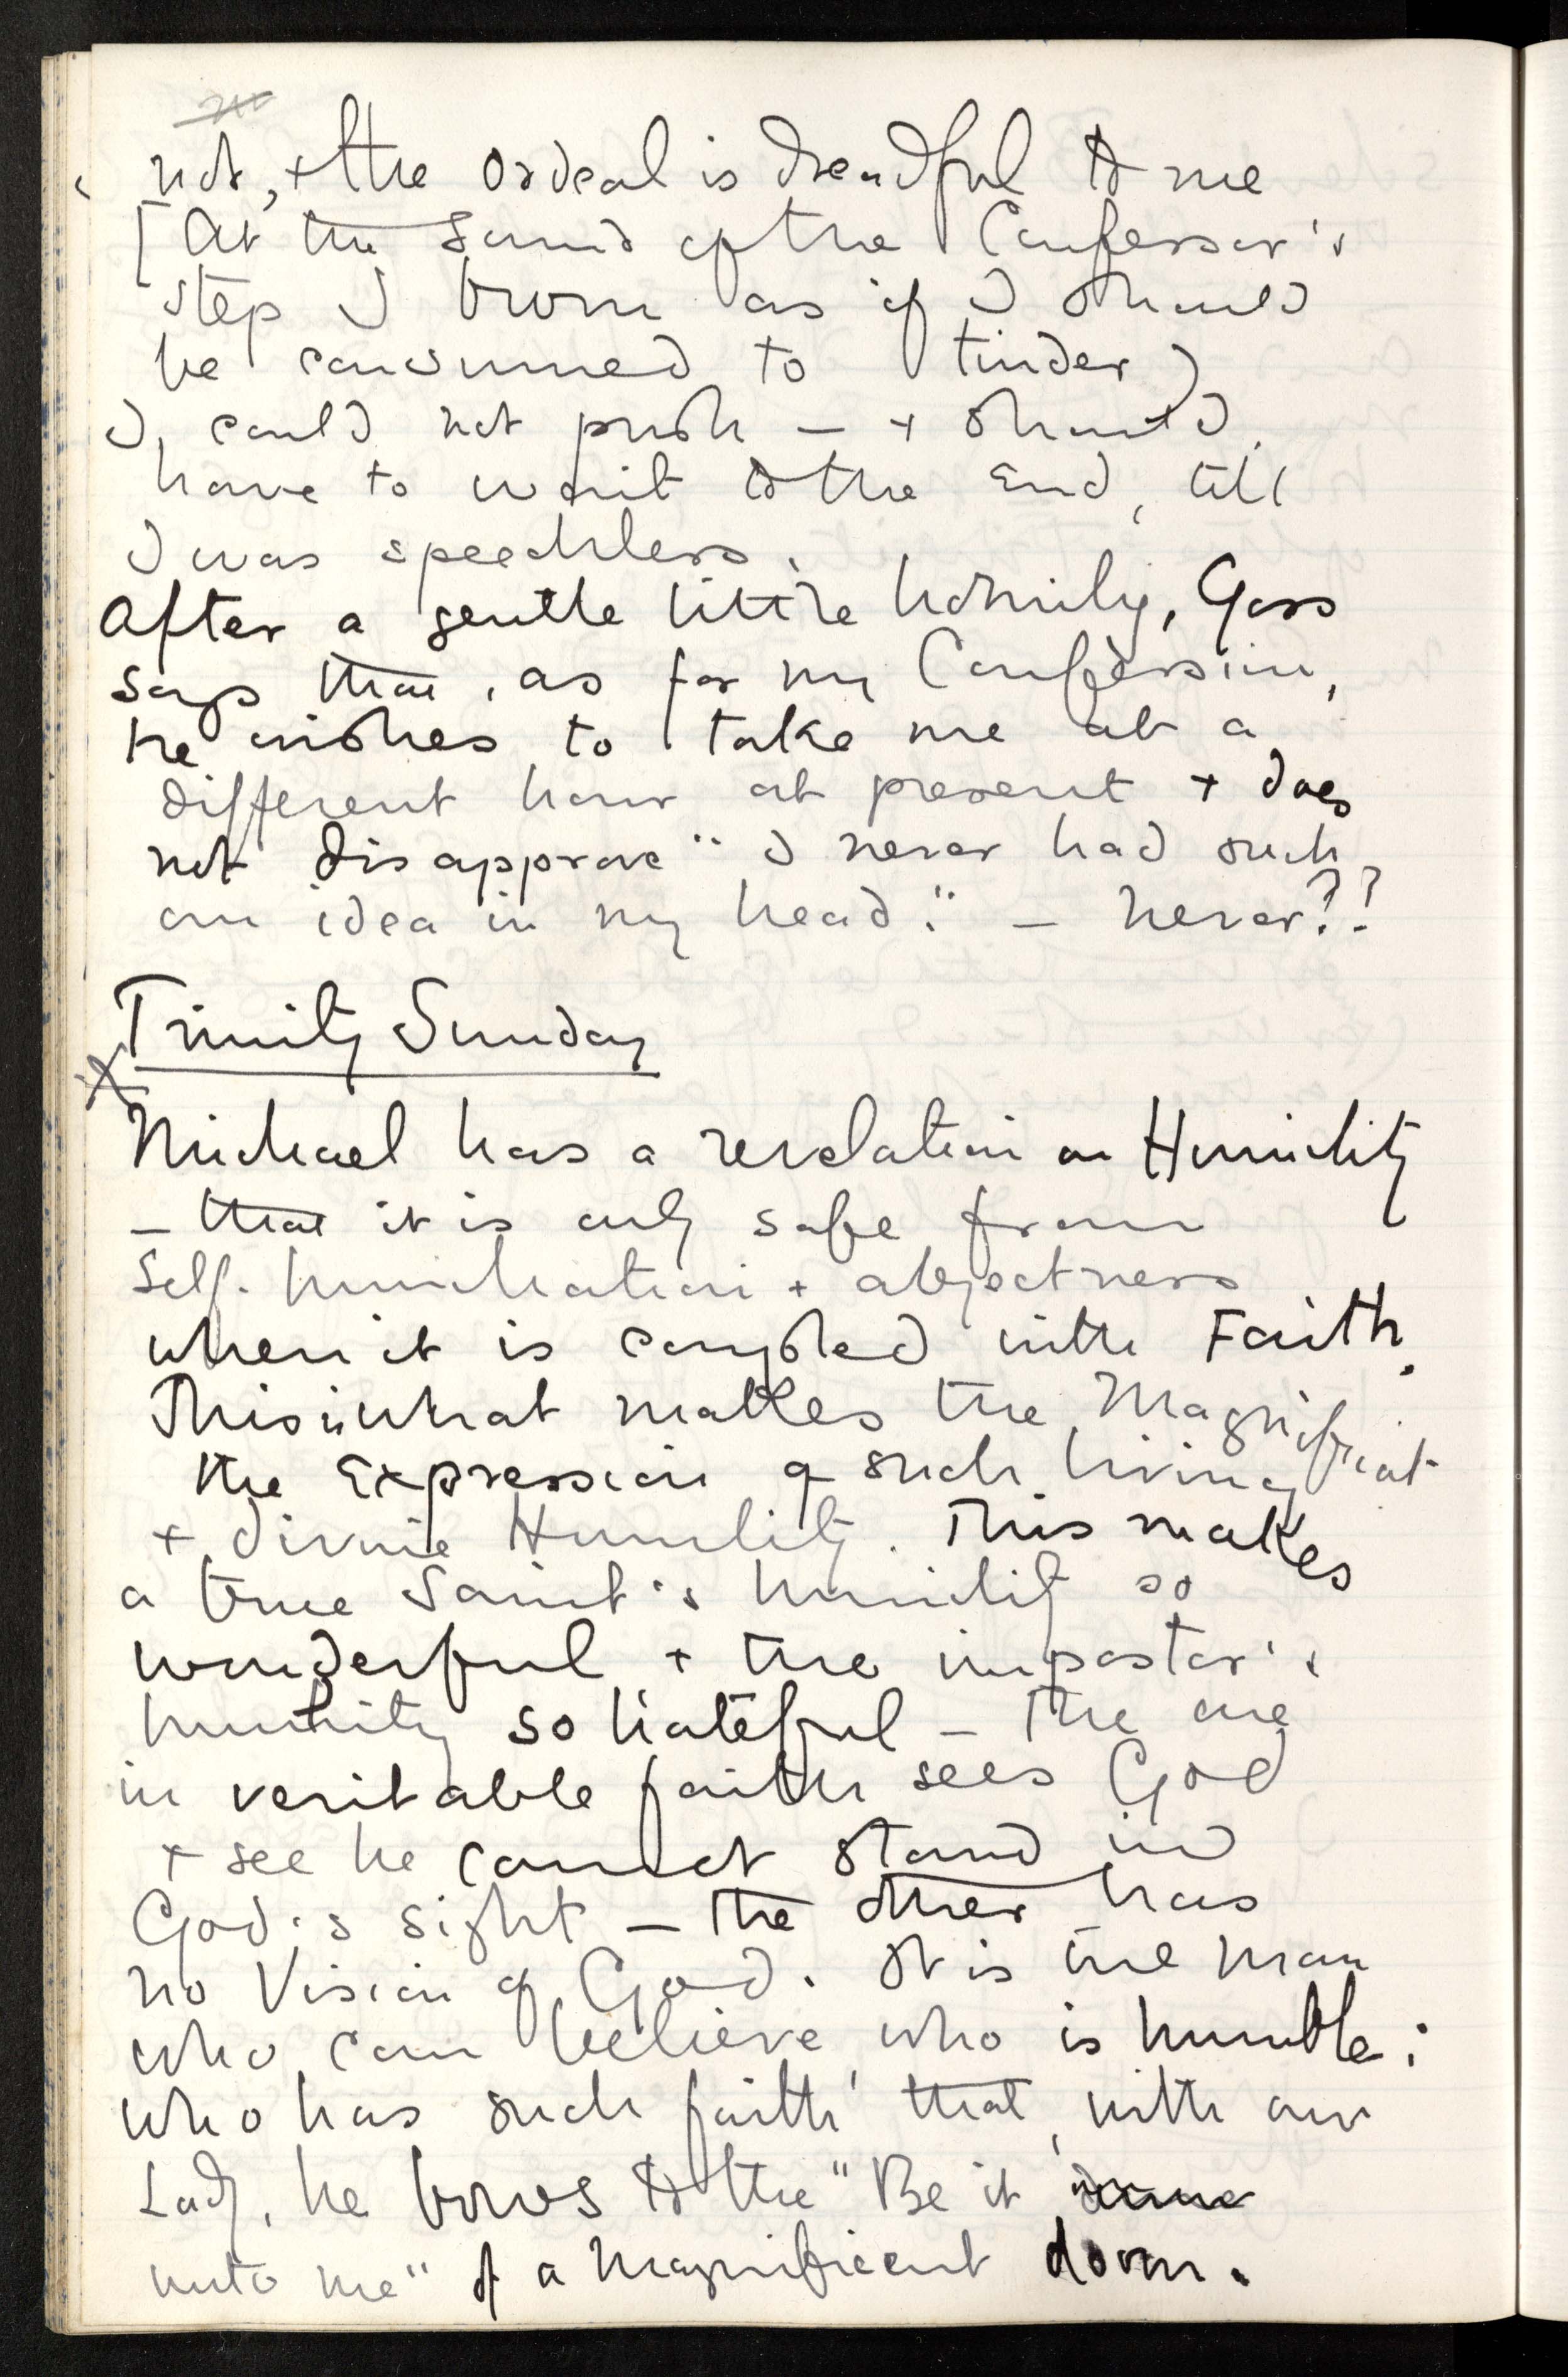 not, + the ordeal is dreadful to me
[At the sound of the Confessor's
step I burn as if I should
be consumed to tinder]
I could not push — + should
have to wait to the end, till
I was speechless.
After a gentle little homily, Goss
says that, as for my Confession,
he wishes to take me at a
different hour at present + does
not disapprove " I never had such
an idea in my head." — never?!
Trinity Sunday
Michael has a revelation on Humility
— that it is only safe from
Self-humiliation + abjectness
when it is coupled with Faith.
This is what makes the Magnificat
the expression of such living
+ divine Humility. This makes
a true Saint's humility so
wonderful + the impostor's
humility so hateful — The one
in veritable faith sees God
+ see he cannot stand in
God's sight — the other has
no Vision of God. It is the man
who can believe who is humble:
who has such faith that, with our
Lady, he bows to the "Be it done
unto me" of a magnificent doom.